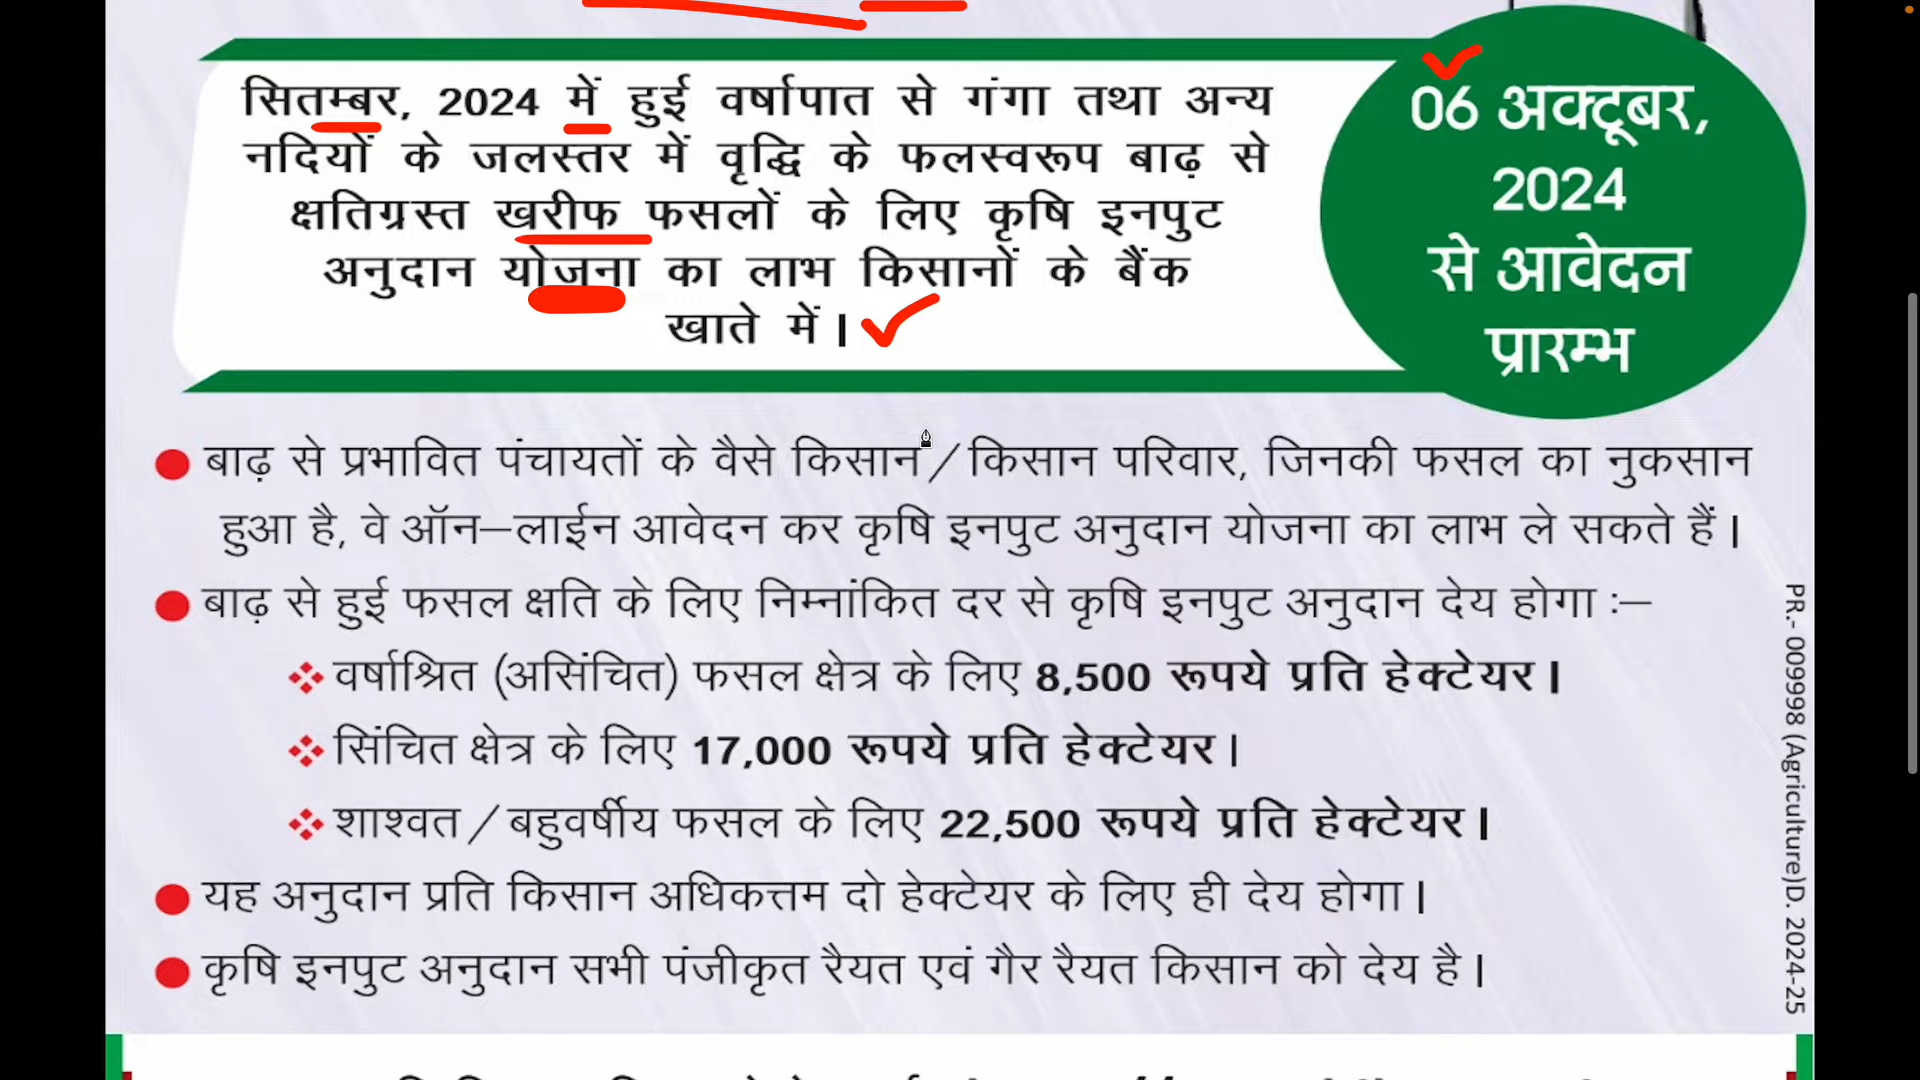 सितम्बर, 2024 में हुई वर्षापात से गंगा तथा अन्य
नदियों के जलस्तर में वृद्धि के फलस्वरूप बाढ़ से
क्षतिग्रस्त खरीफ फसलों के लिए कृषि इनपुट
अनुदान योजना का लाभ किसानों के बैंक
खाते में।
06 अक्टूबर,
2024
से आवेदन
प्रारम्भ
बाढ़ से प्रभावित पंचायतों के वैसे किसान/किसान परिवार, जिनकी फसल का नुकसान
हुआ है, वे ऑन–लाईन आवेदन कर कृषि इनपुट अनुदान योजना का लाभ ले सकते हैं।
बाढ़ से हुई फसल क्षति के लिए निम्नांकित दर से कृषि इनपुट अनुदान देय होगा :–
वर्षाश्रित (असिंचित) फसल क्षेत्र के लिए 8,500 रूपये प्रति हेक्टेयर।
सिंचित क्षेत्र के लिए 17,000 रूपये प्रति हेक्टेयर।
शाश्वत/बहुवर्षीय फसल के लिए 22,500 रूपये प्रति हेक्टेयर।
यह अनुदान प्रति किसान अधिकत्तम दो हेक्टेयर के लिए ही देय होगा।
कृषि इनपुट अनुदान सभी पंजीकृत रैयत एवं गैर रैयत किसान को देय है।
PR.- 009998 (Agriculture)D. 2024-25